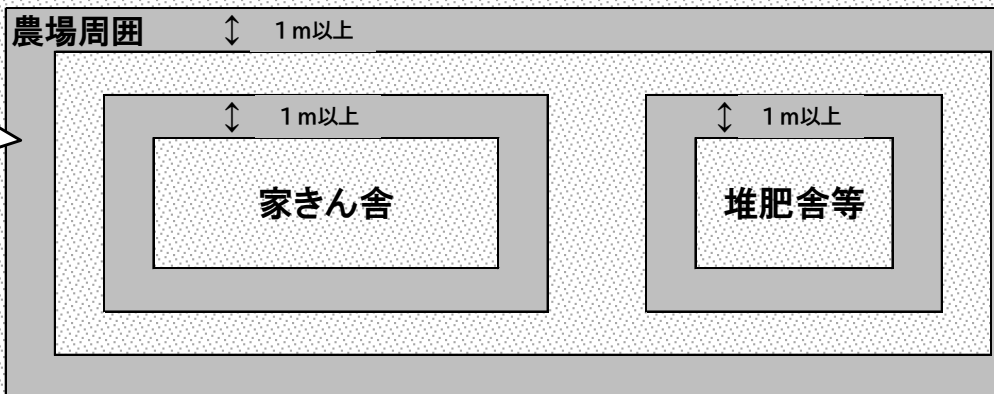 農場周囲
↕ 1m以上
↕ 1m以上
↕ 1m以上
家きん舎
堆肥舎等